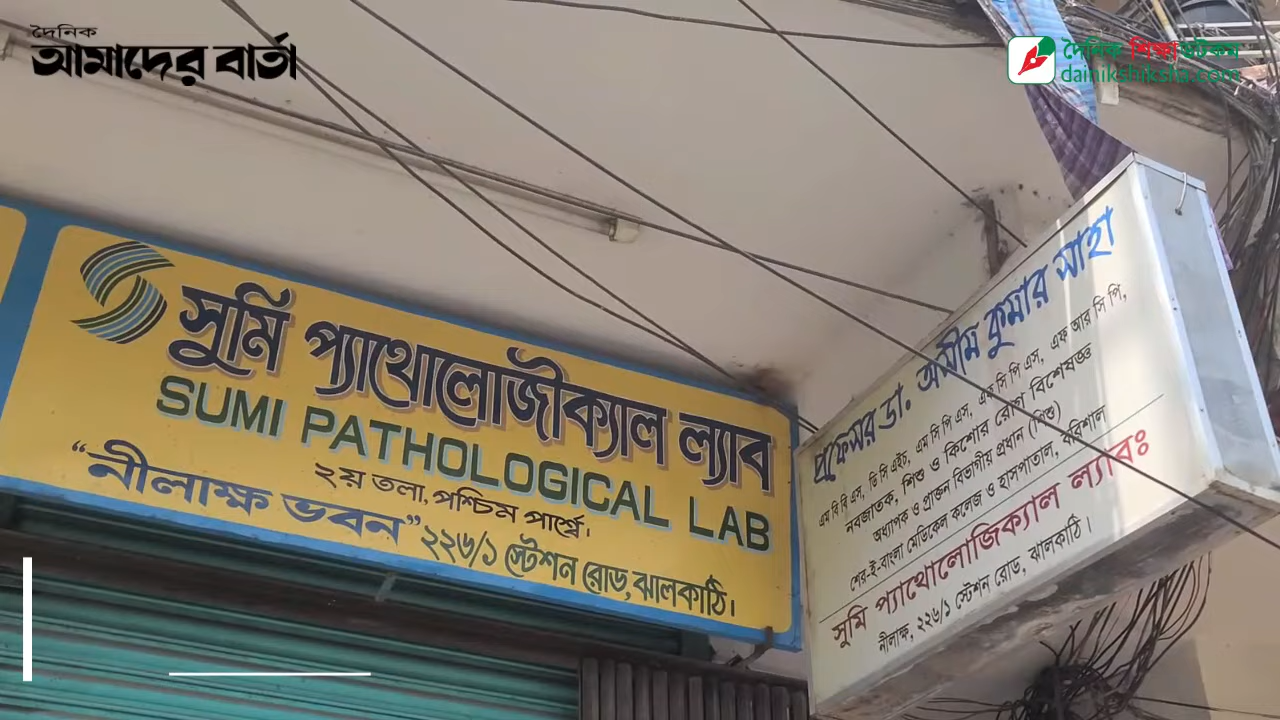 দৈনিক
আমাদের বার্তা
দৈনিক শিক্ষাডটকম
dainikshiksha.com
সুমি প্যাথোলোজীক্যাল ল্যাব
SUMI PATHOLOGICAL LAB
২য় তলা, পশ্চিম পার্শ্বে।
“নীলাক্ষ ভবন” ২২৬/১ স্টেশন রোড, ঝালকাঠি।
প্রফেসর ডা. অসীম কুমার সাহা
এম বি বি এস, ডি সি এইচ, এম সি পি এস, এফ সি পি এস, এফ আর সি পি,
নবজাতক, শিশু ও কিশোর রোগ বিশেষজ্ঞ
অধ্যাপক ও প্রাক্তন বিভাগীয় প্রধান (শিশু)
শের-ই-বাংলা মেডিকেল কলেজ ও হাসপাতাল, বরিশাল
সুমি প্যাথোলোজিক্যাল ল্যাবঃ
নীলাক্ষ, ২২৬/১ স্টেশন রোড, ঝালকাঠি।